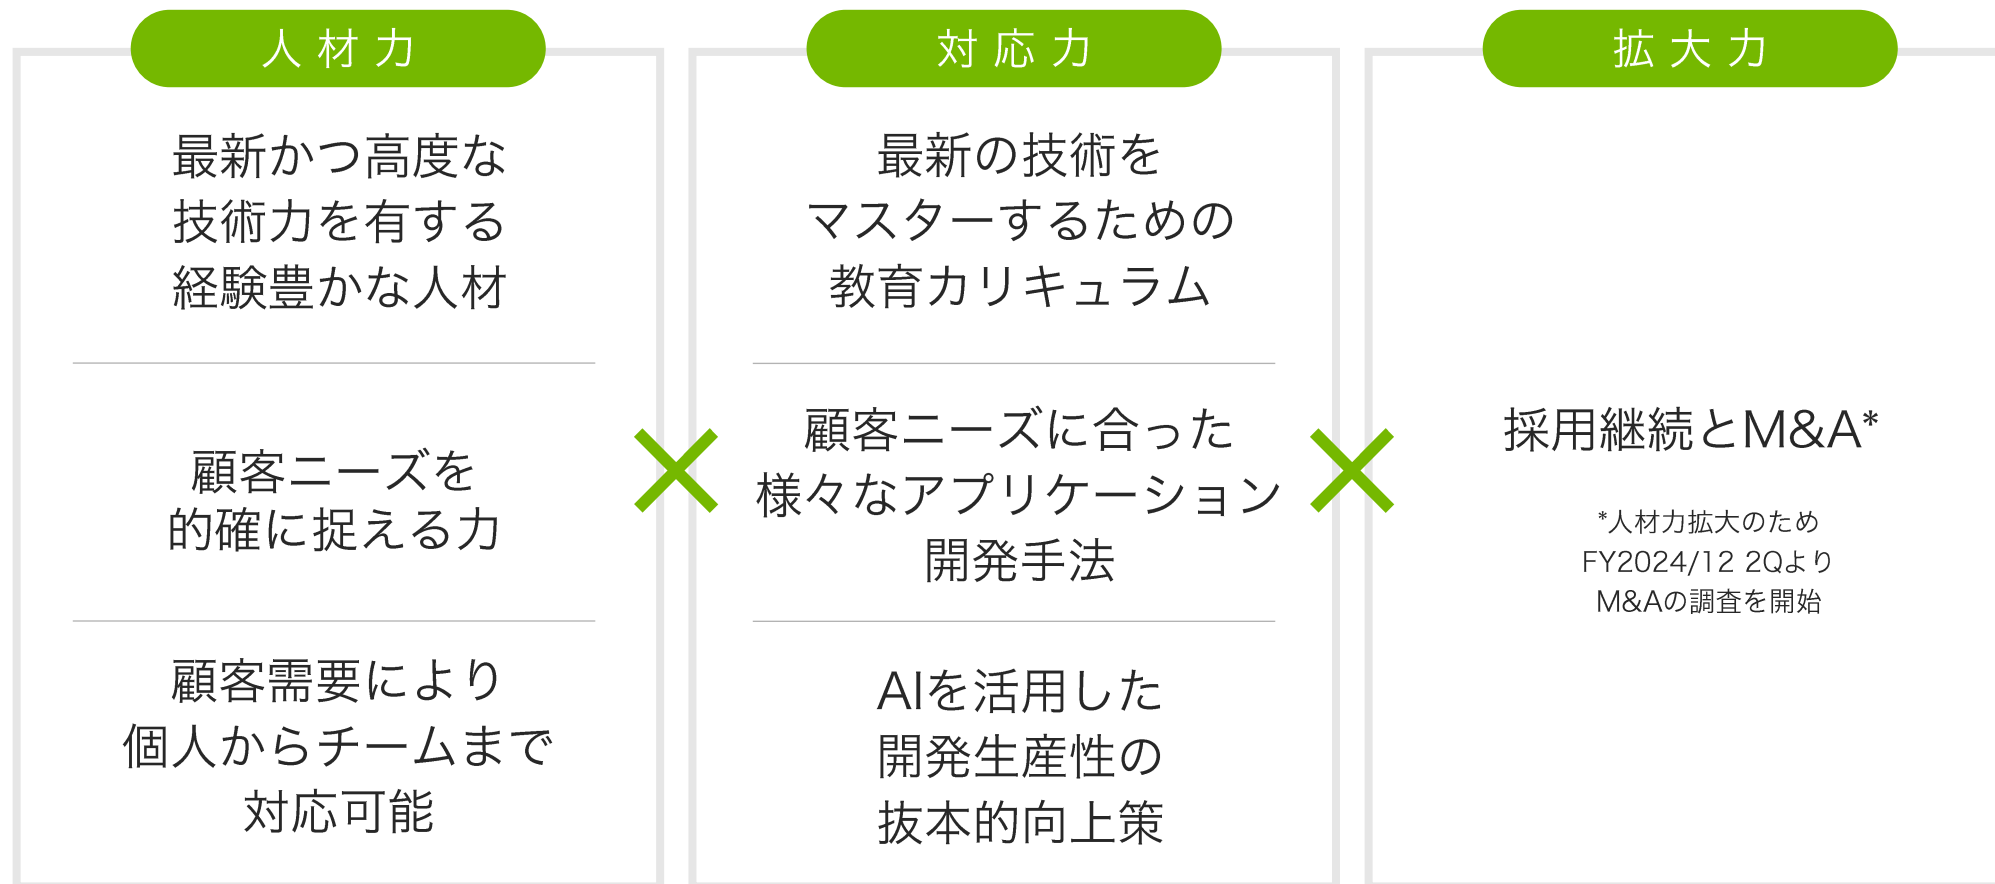 人材力
最新かつ高度な
技術力を有する
経験豊かな人材
顧客ニーズを
的確に捉える力
顧客需要により
個人からチームまで
対応可能
×
対応力
最新の技術を
マスターするための
教育カリキュラム
顧客ニーズに合った
様々なアプリケーション
開発手法
AIを活用した
開発生産性の
抜本的向上策
×
拡大力
採用継続とM&A*
*人材力拡大のため
FY2024/12 2Qより
M&Aの調査を開始